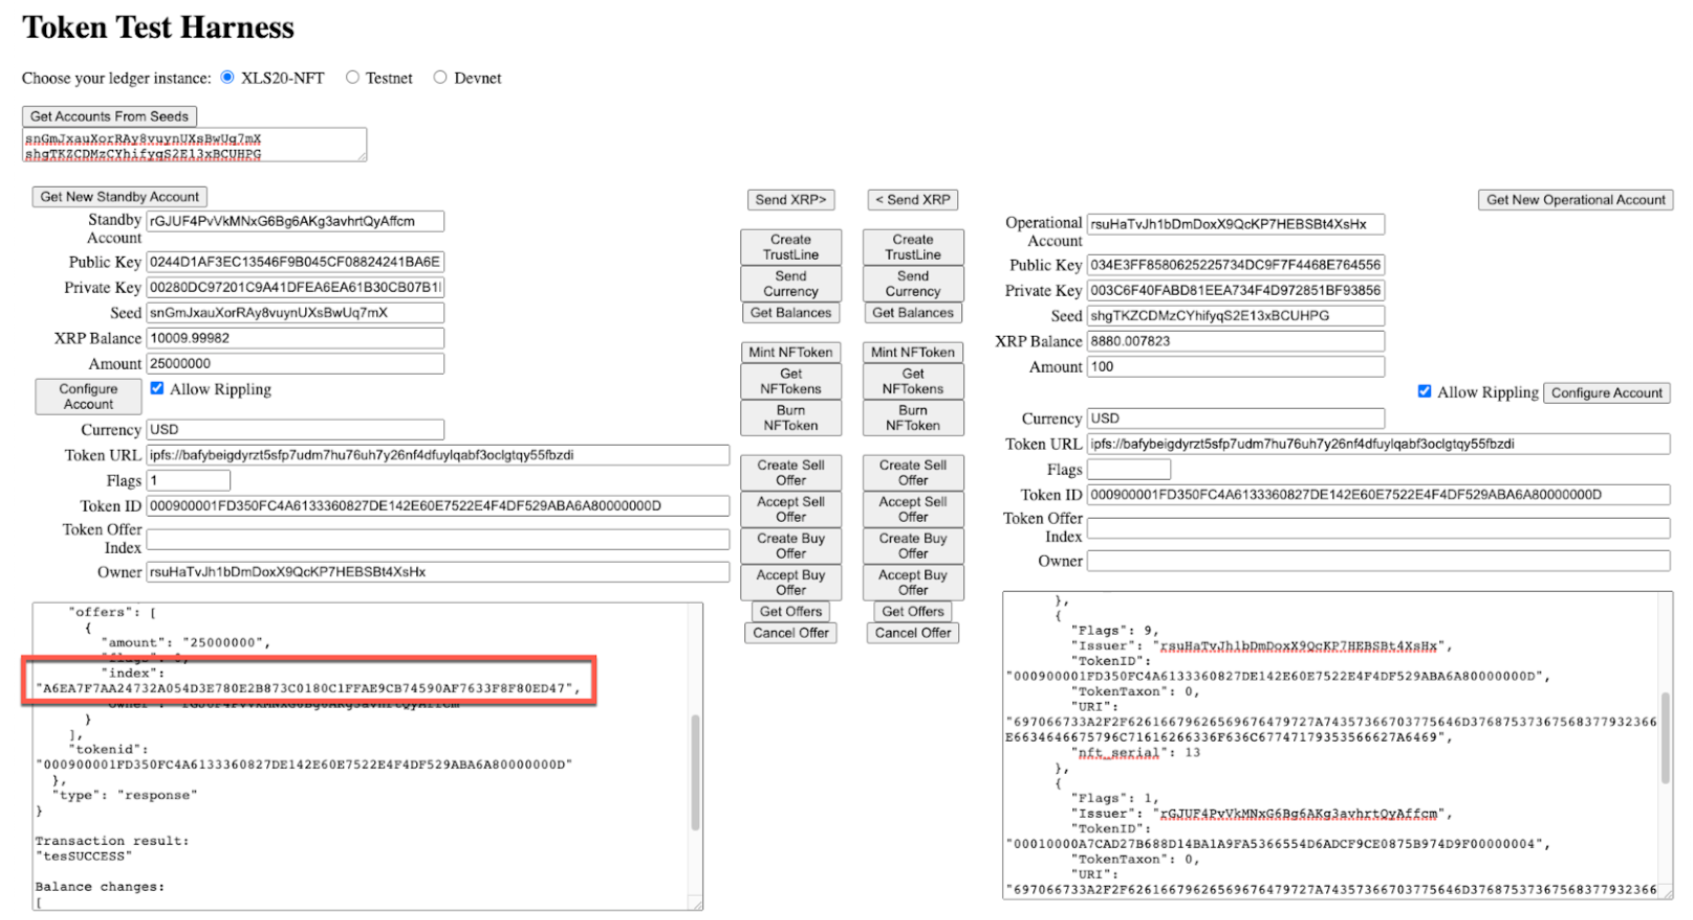 Token Test Harness
Choose your ledger instance: XLS20-NFT Testnet Devnet
Get Accounts From Seeds
snGmJxauXorRAy8vuynUXsBwUq7mX
shgTKZCDMzCYhifyqS2E13xBCUHPG
Get New Standby Account
Standby Account rGJUF4PvVkMNxG6Bg6AKg3avhrtQyAffcm
Public Key 0244D1AF3EC13546F9B045CF08824241BA6E
Private Key 00280DC97201C9A41DFEA6EA61B30CB07B1
Seed snGmJxauXorRAy8vuynUXsBwUq7mX
XRP Balance 10009.99982
Amount 25000000
Configure Account Allow Rippling
Currency USD
Token URL ipfs://bafybeigdyrzt5sfp7udm7hu76uh7y26nf4dfuylqabf3oclgtqy55fbzdi
Flags 1
Token ID 000900001FD350FC4A6133360827DE142E60E7522E4F4DF529ABA6A80000000D
Token Offer Index
Owner rsuHaTvJh1bDmDoxX9QcKP7HEBSBt4XsHx
"offers": [
{
"amount": "25000000",
"index":
"A6EA7F7AA24732A054D3E780E2B873C0180C1FFAE9CB74590AF7633F8F80ED47",
}
],
"tokenid":
"000900001FD350FC4A6133360827DE142E60E7522E4F4DF529ABA6A80000000D"
},
"type": "response"
}
Transaction result:
"tesSUCCESS"
Balance changes:
[
Send XRP> < Send XRP
Create TrustLine Create TrustLine
Send Currency Send Currency
Get Balances Get Balances
Mint NFToken Mint NFToken
Get NFTokens Get NFTokens
Burn NFToken Burn NFToken
Create Sell Offer Create Sell Offer
Accept Sell Offer Accept Sell Offer
Create Buy Offer Create Buy Offer
Accept Buy Offer Accept Buy Offer
Get Offers Get Offers
Cancel Offer Cancel Offer
Get New Operational Account
Operational Account rsuHaTvJh1bDmDoxX9QcKP7HEBSBt4XsHx
Public Key 034E3FF8580625225734DC9F7F4468E764556
Private Key 003C6F40FABD81EEA734F4D972851BF93856
Seed shgTKZCDMzCYhifyqS2E13xBCUHPG
XRP Balance 8880.007823
Amount 100
Allow Rippling Configure Account
Currency USD
Token URL ipfs://bafybeigdyrzt5sfp7udm7hu76uh7y26nf4dfuylqabf3oclgtqy55fbzdi
Flags
Token ID 000900001FD350FC4A6133360827DE142E60E7522E4F4DF529ABA6A80000000D
Token Offer Index
Owner
},
{
"Flags": 9,
"Issuer": "rsuHaTvJh1bDmDoxX9QcKP7HEBSBt4XsHx",
"TokenID":
"000900001FD350FC4A6133360827DE142E60E7522E4F4DF529ABA6A80000000D",
"TokenTaxon": 0,
"URI":
"697066733A2F2F62616679626569676479727A74357366703775646D37687537367568377932366
E6634646675796C71616266336F636C67747179353566627A6469",
"nft_serial": 13
},
{
"Flags": 1,
"Issuer": "rGJUF4PvVkMNxG6Bg6AKg3avhrtQyAffcm",
"TokenID":
"00010000A7CAD27B688D14BA1A9FA5366554D6ADCF9CE0875B974D9F00000004",
"TokenTaxon": 0,
"URI":
"697066733A2F2F62616679626569676479727A74357366703775646D37687537367568377932366